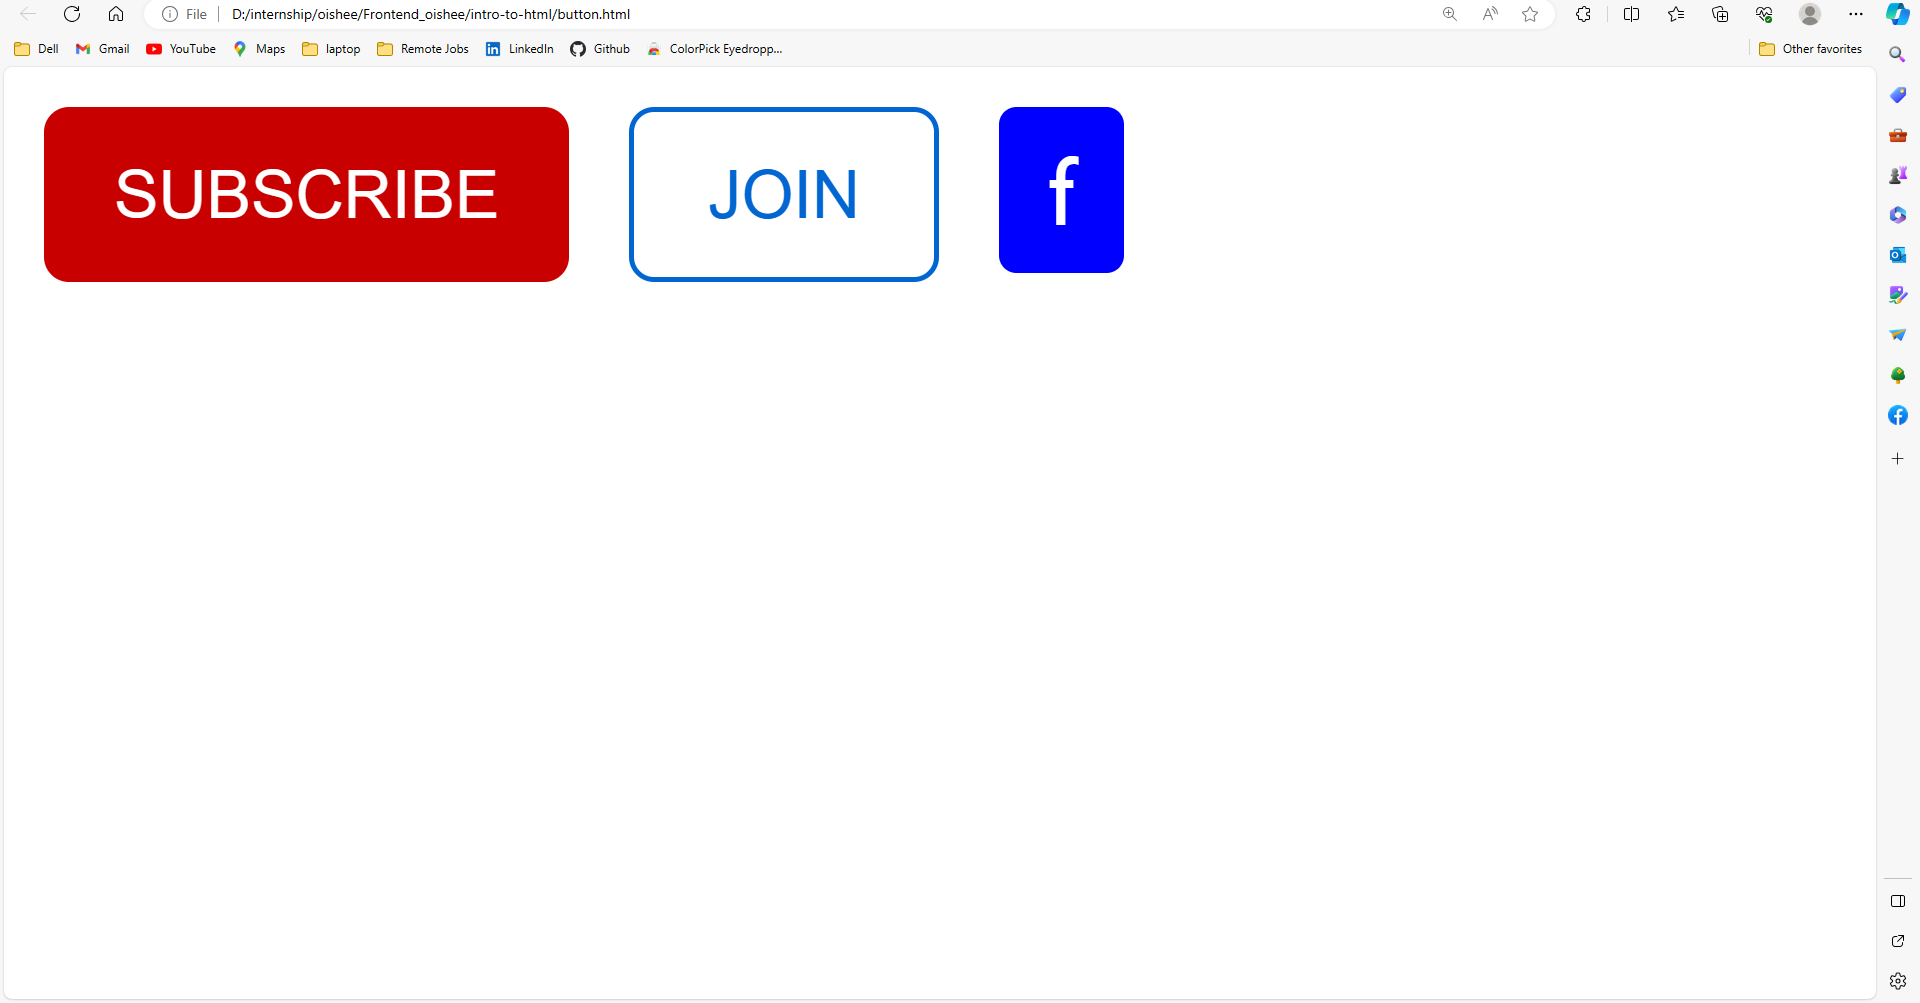 File D:/internship/oishee/Frontend_oishee/intro-to-html/button.html
Dell Gmail YouTube Maps laptop Remote Jobs LinkedIn Github ColorPick Eyedropp... Other favorites
SUBSCRIBE JOIN f